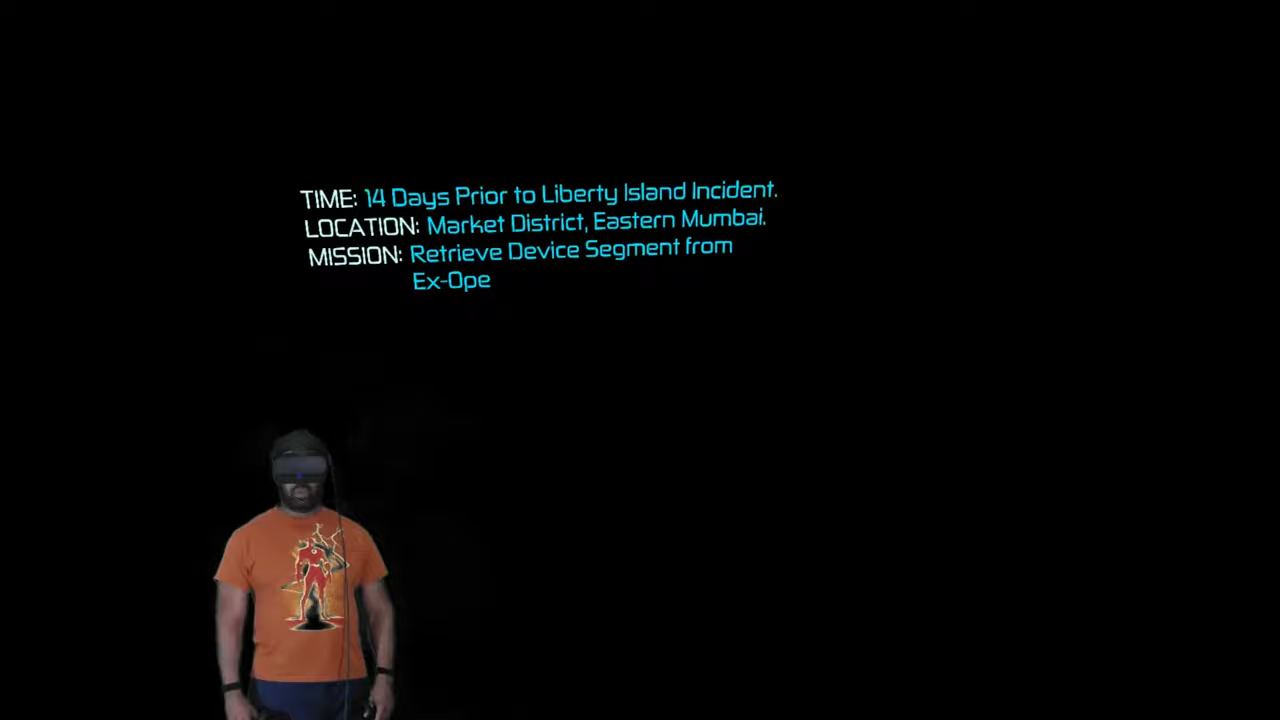 TIME: 14 Days Prior to Liberty Island Incident.
LOCATION: Market District, Eastern Mumbai.
MISSION: Retrieve Device Segment from
Ex-Ope